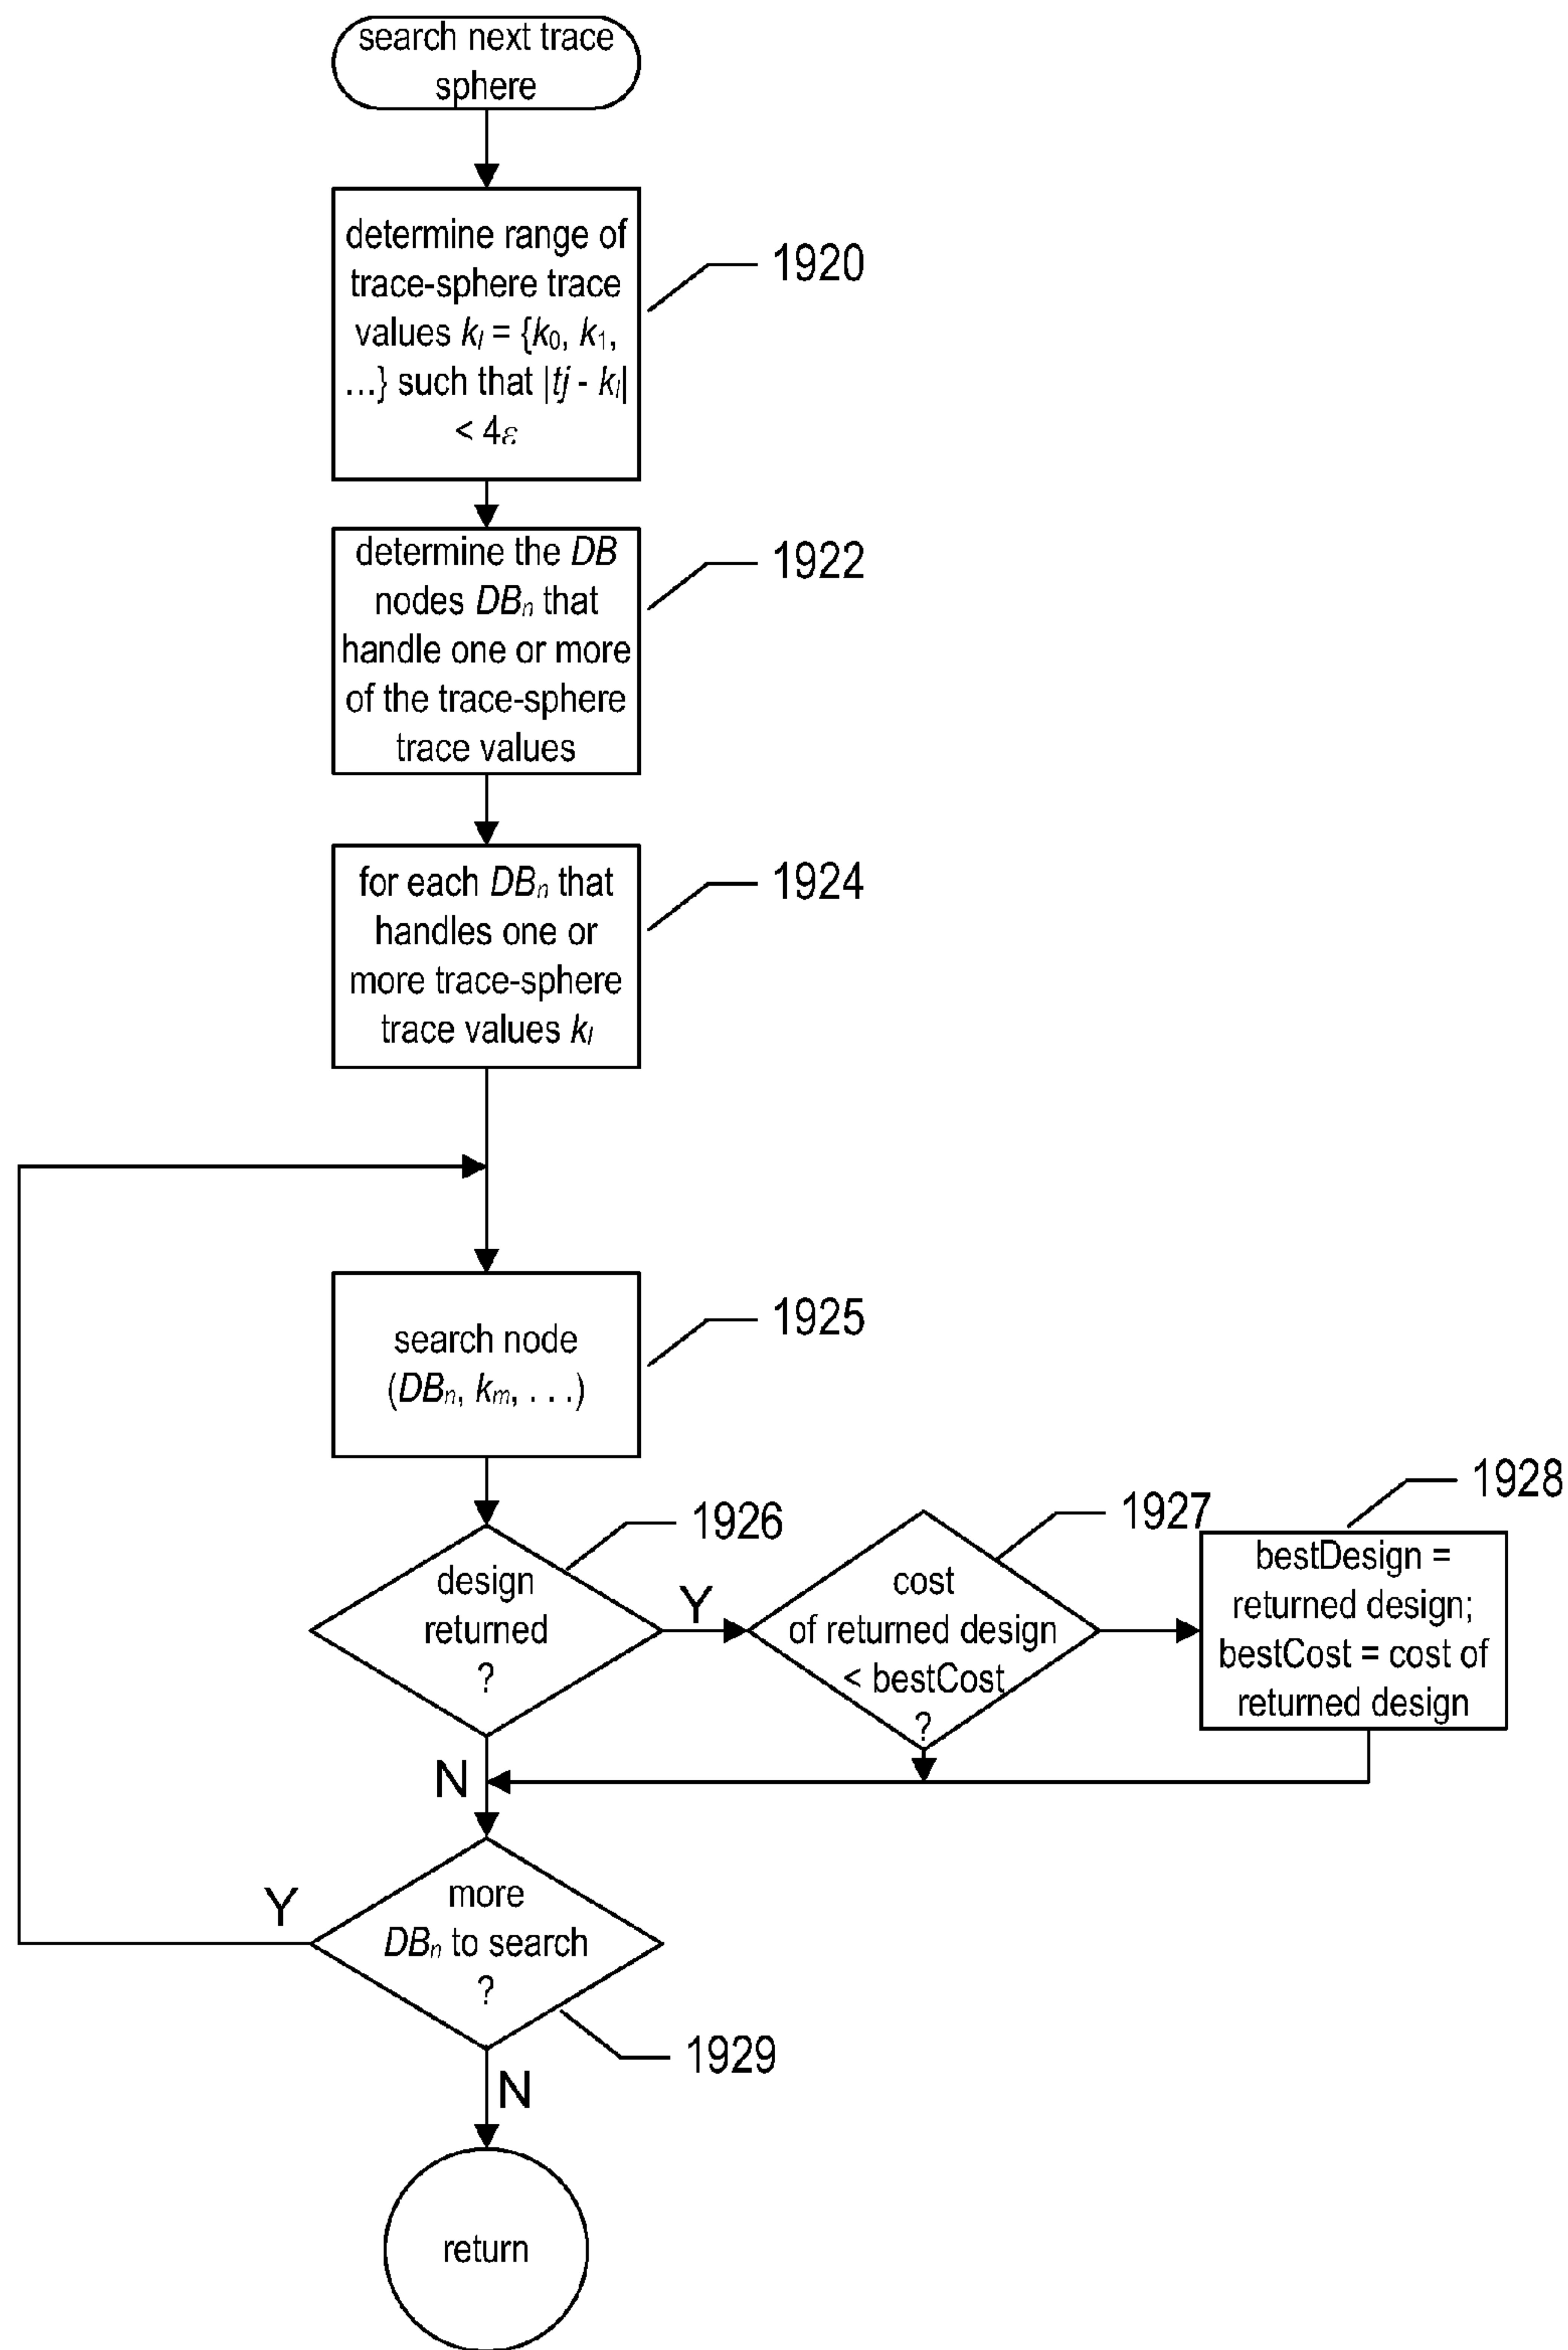 search next trace
sphere
determine range of
trace-sphere trace
values kl = {k0, k1,
...} such that |tj - kl|
< 4ε
1920
determine the DB
nodes DBn that
handle one or more
of the trace-sphere
trace values
1922
for each DBn that
handles one or
more trace-sphere
trace values kl
1924
search node
(DBn, km, . . .)
1925
design
returned
?
1926
Y
N
cost
of returned design
< bestCost
?
1927
bestDesign =
returned design;
bestCost = cost of
returned design
1928
more
DBn to search
?
1929
Y
N
return